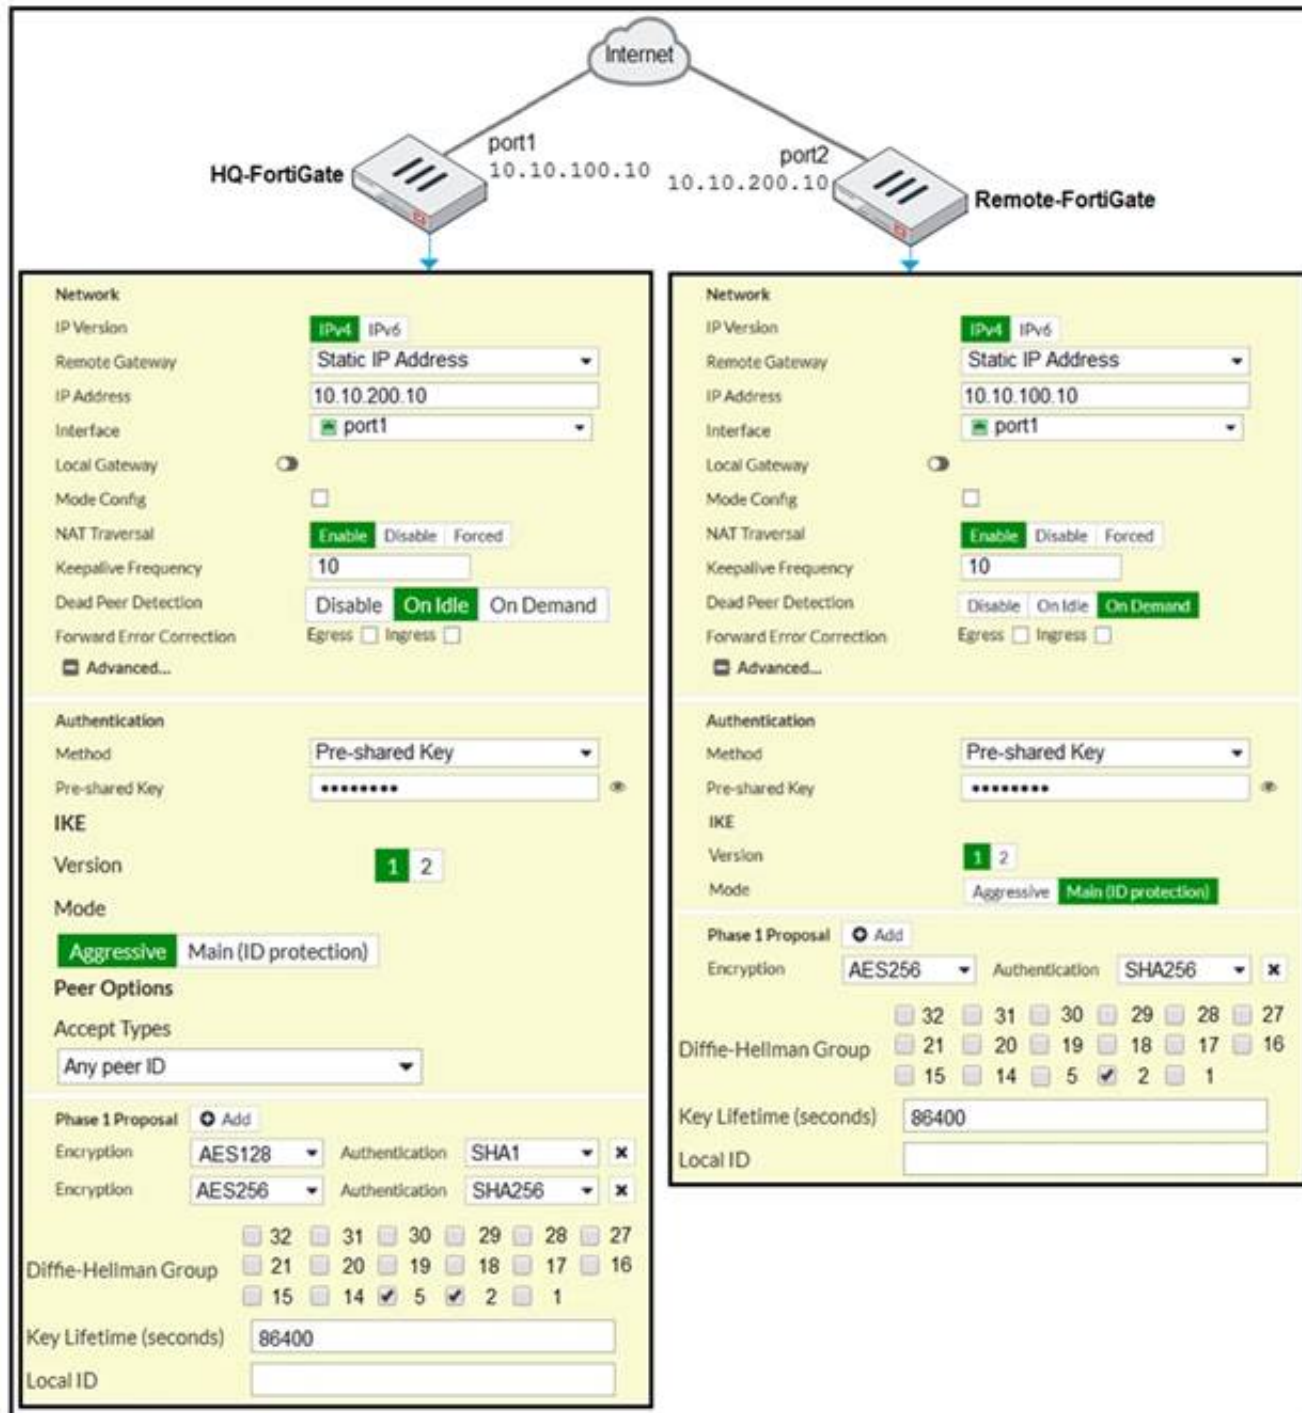 Internet
port1
10.10.100.10
HQ-FortiGate
port2
10.10.200.10
Remote-FortiGate
Network
IP Version IPv4 IPv6
Remote Gateway Static IP Address
IP Address 10.10.200.10
Interface port1
Local Gateway
Mode Config
NAT Traversal Enable Disable Forced
Keepalive Frequency 10
Dead Peer Detection Disable On Idle On Demand
Forward Error Correction Egress Ingress
Advanced...
Authentication
Method Pre-shared Key
Pre-shared Key ••••••••
IKE
Version 1 2
Mode
Aggressive Main (ID protection)
Peer Options
Accept Types
Any peer ID
Phase 1 Proposal Add
Encryption AES128 Authentication SHA1
Encryption AES256 Authentication SHA256
32 31 30 29 28 27
Diffie-Hellman Group 21 20 19 18 17 16
15 14 5 2 1
Key Lifetime (seconds) 86400
Local ID
Network
IP Version IPv4 IPv6
Remote Gateway Static IP Address
IP Address 10.10.100.10
Interface port1
Local Gateway
Mode Config
NAT Traversal Enable Disable Forced
Keepalive Frequency 10
Dead Peer Detection Disable On Idle On Demand
Forward Error Correction Egress Ingress
Advanced...
Authentication
Method Pre-shared Key
Pre-shared Key ••••••••
IKE
Version 1 2
Mode Aggressive Main (ID protection)
Phase 1 Proposal Add
Encryption AES256 Authentication SHA256
32 31 30 29 28 27
Diffie-Hellman Group 21 20 19 18 17 16
15 14 5 2 1
Key Lifetime (seconds) 86400
Local ID